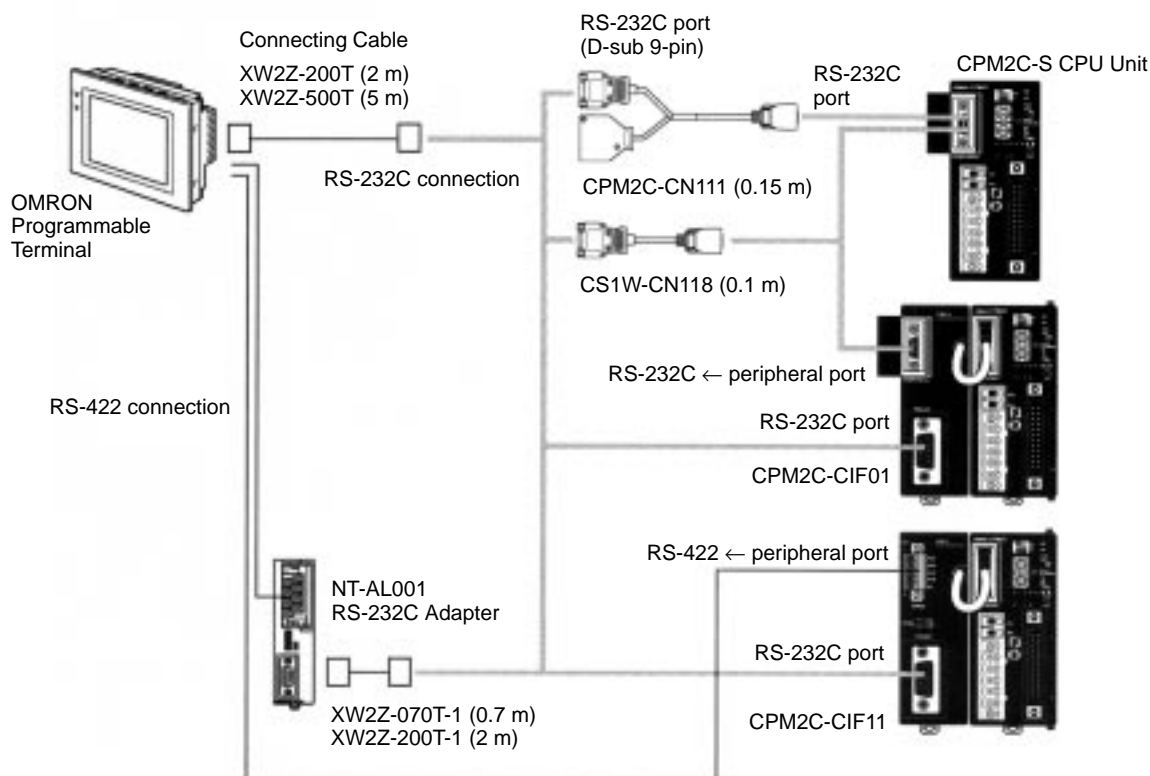 Connecting Cable
XW2Z-200T (2 m)
XW2Z-500T (5 m)
RS-232C port
(D-sub 9-pin)
RS-232C
port
CPM2C-S CPU Unit
RS-232C connection
CPM2C-CN111 (0.15 m)
OMRON
Programmable
Terminal
CS1W-CN118 (0.1 m)
RS-232C ← peripheral port
RS-422 connection
RS-232C port
CPM2C-CIF01
RS-422 ← peripheral port
NT-AL001
RS-232C Adapter
RS-232C port
XW2Z-070T-1 (0.7 m)
XW2Z-200T-1 (2 m)
CPM2C-CIF11